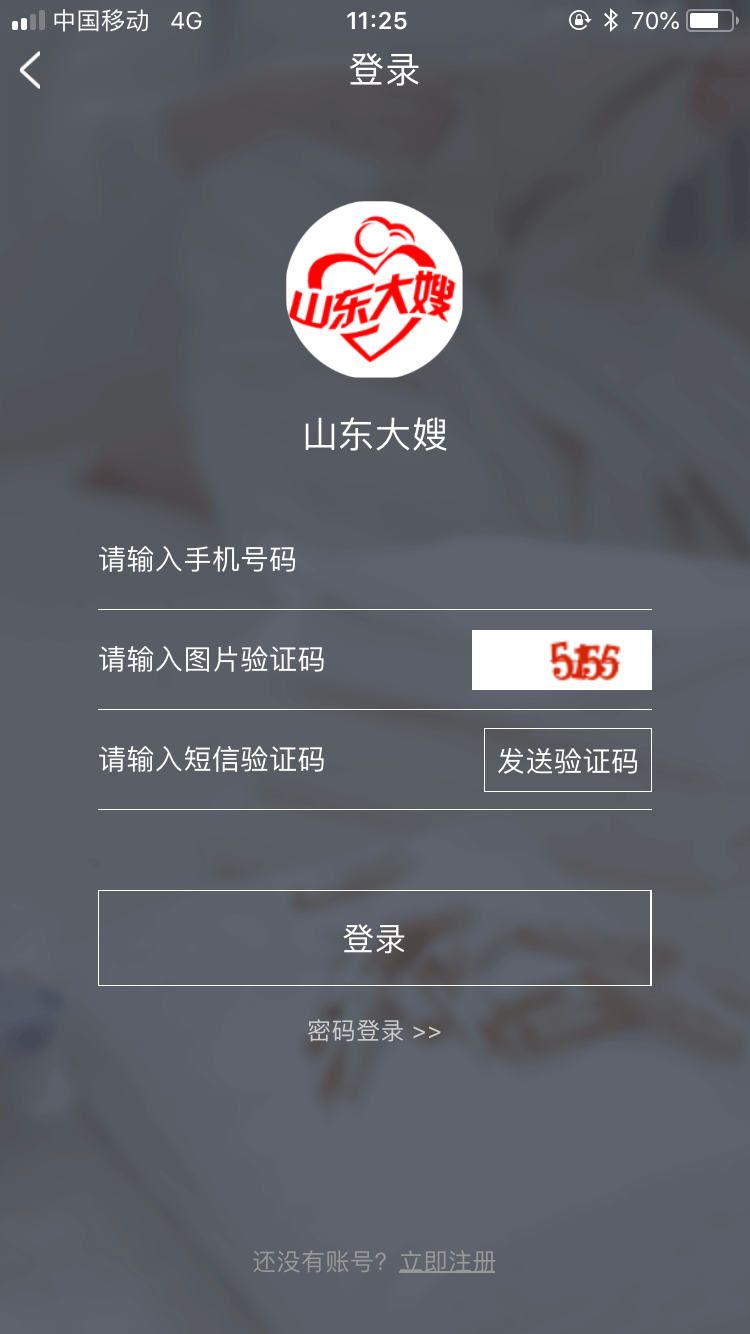 中国移动 4G 11:25 70%
登录
山东大嫂
山东大嫂
请输入手机号码
请输入图片验证码 5155
请输入短信验证码 发送验证码
登录
密码登录 >>
还没有账号？立即注册